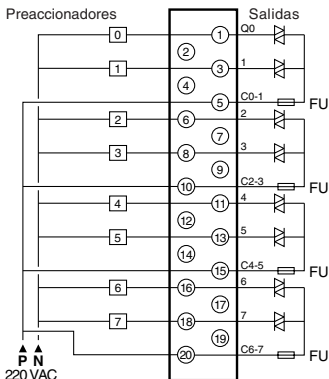 Preaccionadores Salidas
0 1 Q0
2
1 3 1
4
5 C0-1 FU
2 6 2
7
3 8 3
9
10 C2-3 FU
4 11 4
12
5 13 5
14
15 C4-5 FU
6 16 6
17
7 18 7
19
20 C6-7 FU
P N
220 VAC